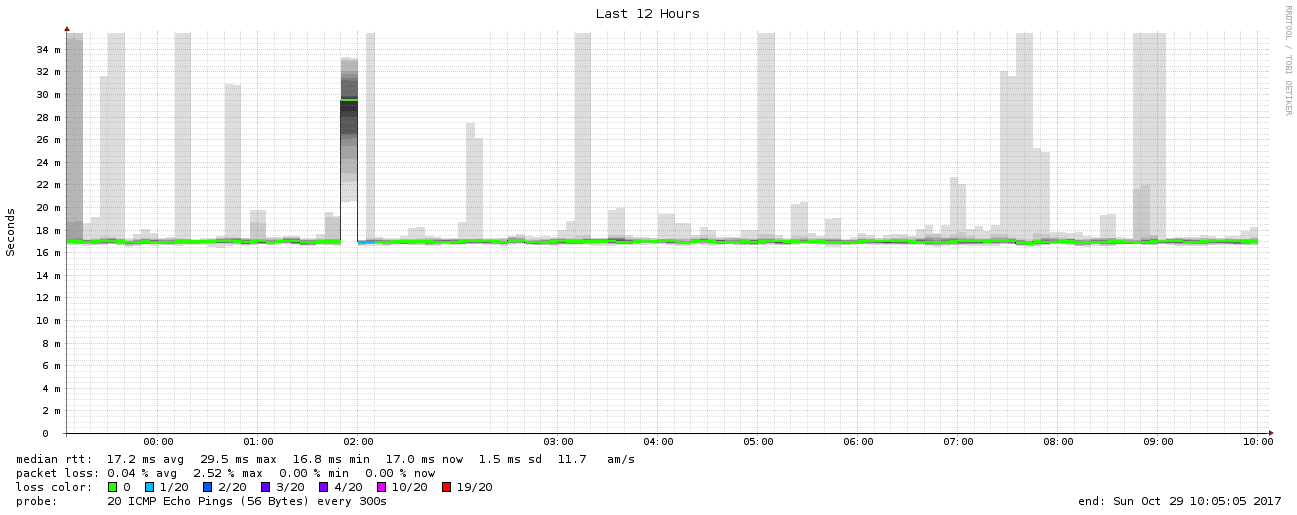 Last 12 Hours
RRDTOOL / TOBI OETIKER
Seconds
34 m
32 m
30 m
28 m
26 m
24 m
22 m
20 m
18 m
16 m
14 m
12 m
10 m
8 m
6 m
4 m
2 m
0
00:00 01:00 02:00 03:00 04:00 05:00 06:00 07:00 08:00 09:00 10:00
median rtt: 17.2 ms avg 29.5 ms max 16.8 ms min 17.0 ms now 1.5 ms sd 11.7 am/s
packet loss: 0.04 % avg 2.52 % max 0.00 % min 0.00 % now
loss color: 0 1/20 2/20 3/20 4/20 10/20 19/20
probe: 20 ICMP Echo Pings (56 Bytes) every 300s end: Sun Oct 29 10:05:05 2017